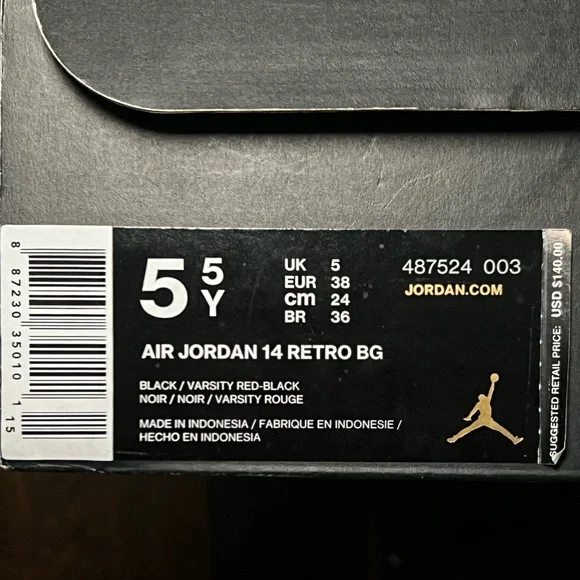 8 87230 35010 1 15
5 5Y
UK 5
EUR 38
cm 24
BR 36
487524 003
JORDAN.COM
AIR JORDAN 14 RETRO BG
BLACK / VARSITY RED-BLACK
NOIR / NOIR / VARSITY ROUGE
MADE IN INDONESIA / FABRIQUE EN INDONESIE /
HECHO EN INDONESIA
SUGGESTED RETAIL PRICE: USD $140.00